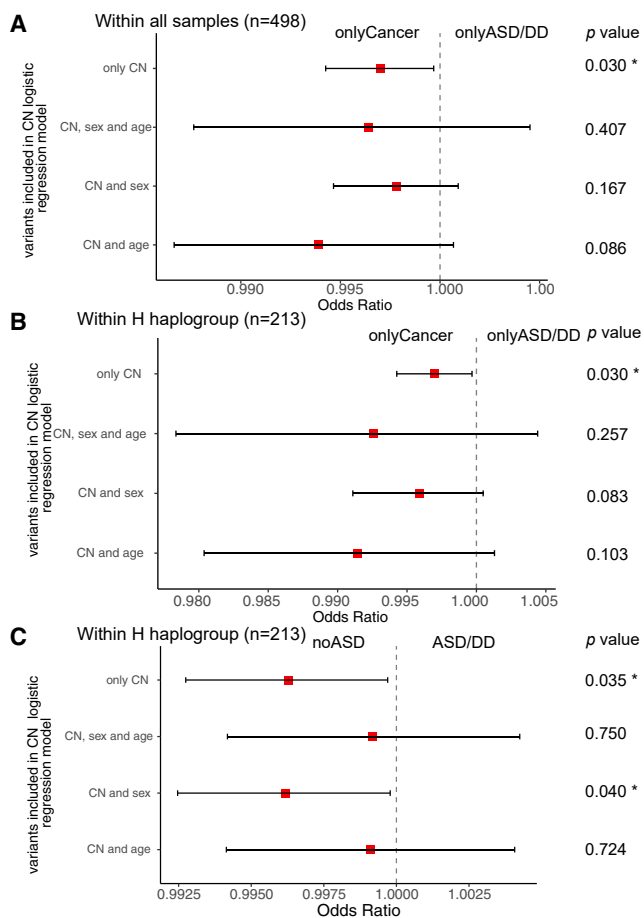 A Within all samples (n=498) onlyCancer onlyASD/DD p value
variants included in CN logistic
regression model
only CN 0.030 *
CN, sex and age 0.407
CN and sex 0.167
CN and age 0.086
0.990 0.995 1.000 1.00
Odds Ratio
B Within H haplogroup (n=213) onlyCancer onlyASD/DD p value
variants included in CN logistic
regression model
only CN 0.030 *
CN, sex and age 0.257
CN and sex 0.083
CN and age 0.103
0.980 0.985 0.990 0.995 1.000 1.005
Odds Ratio
C Within H haplogroup (n=213) noASD ASD/DD p value
variants included in CN logistic
regression model
only CN 0.035 *
CN, sex and age 0.750
CN and sex 0.040 *
CN and age 0.724
0.9925 0.9950 0.9975 1.0000 1.0025
Odds Ratio